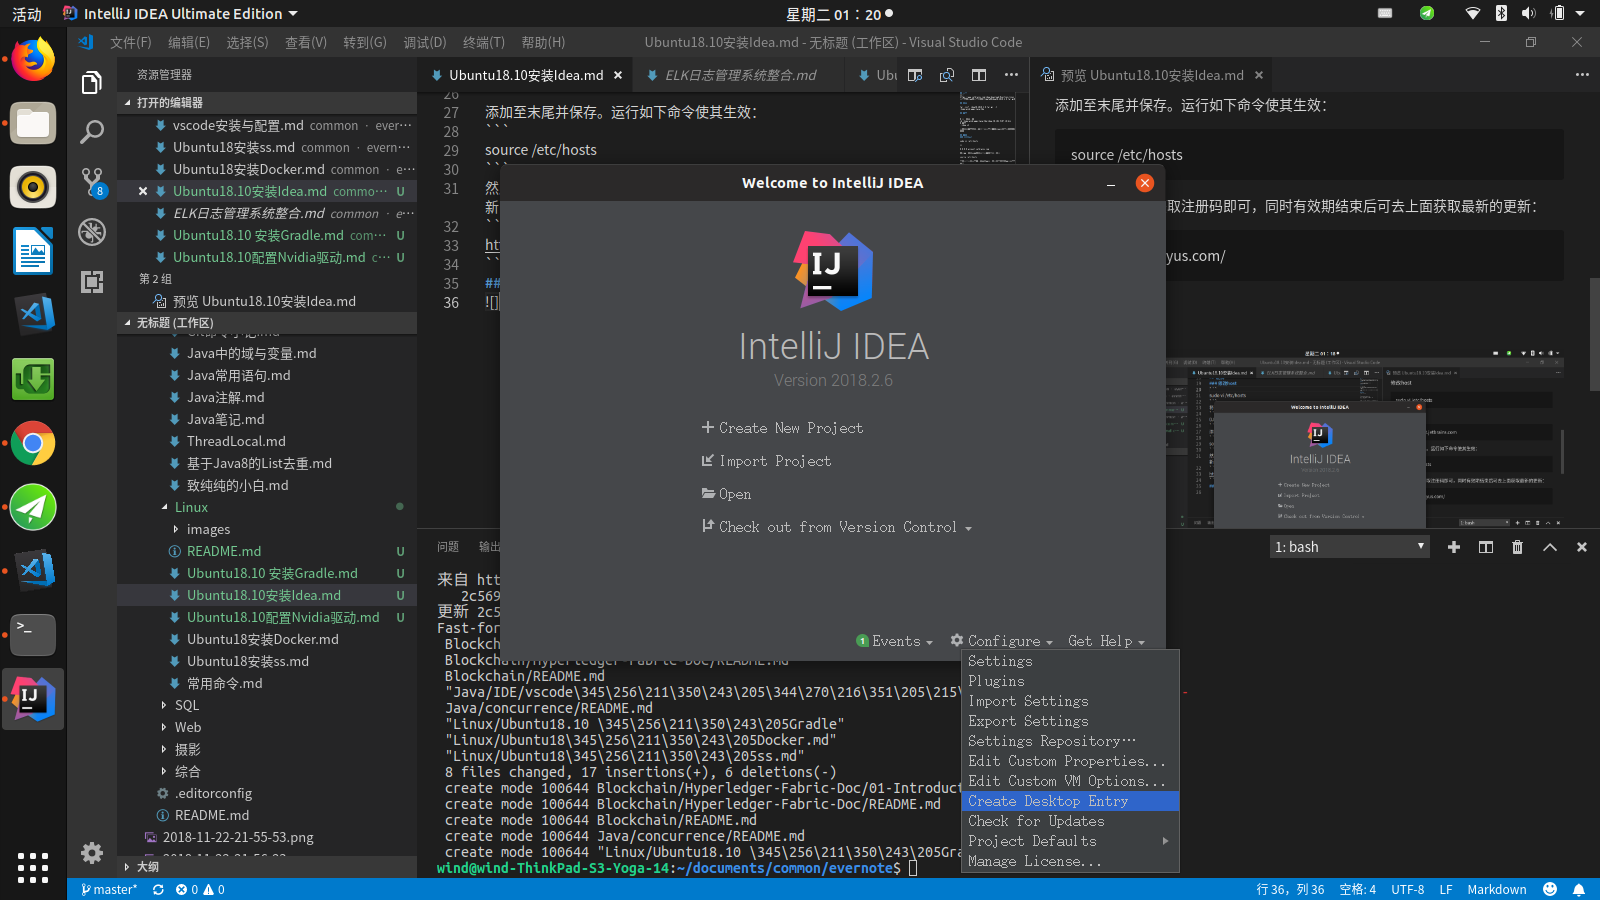 活动
IntelliJ IDEA Ultimate Edition
星期二 01：20
文件(F) 编辑(E) 选择(S) 查看(V) 转到(G) 调试(D) 终端(T) 帮助(H)
Ubuntu18.10安装Idea.md - 无标题 (工作区) - Visual Studio Code
资源管理器
打开的编辑器
vscode安装与配置.md common · ever···
Ubuntu18安装ss.md common · evern···
Ubuntu18安装Docker.md common · e···
Ubuntu18.10安装Idea.md commo··· U
ELK日志管理系统整合.md common · e···
Ubuntu18.10 安装Gradle.md com··· U
Ubuntu18.10配置Nvidia驱动.md c··· U
第 2 组
预览 Ubuntu18.10安装Idea.md
无标题 (工作区)
Java中的域与变量.md
Java常用语句.md
Java注解.md
Java笔记.md
ThreadLocal.md
基于Java8的List去重.md
致纯纯的小白.md
Linux
images
README.md U
Ubuntu18.10 安装Gradle.md U
Ubuntu18.10安装Idea.md U
Ubuntu18.10配置Nvidia驱动.md U
Ubuntu18安装Docker.md
Ubuntu18安装ss.md
常用命令.md
SQL
Web
摄影
综合
.editorconfig
README.md
2018-11-22-21-55-53.png
大纲
Ubuntu18.10安装Idea.md
ELK日志管理系统整合.md
Ubu
26
27 添加至末尾并保存。运行如下命令使其生效：
28 ```
29 source /etc/hosts
30 ```
31 然
新
32 ``
33 ht
34 ``
35 ##
36 ![]
预览 Ubuntu18.10安装Idea.md
添加至末尾并保存。运行如下命令使其生效：
source /etc/hosts
取注册码即可，同时有效期结束后可去上面获取最新的更新：
yus.com/
Welcome to IntelliJ IDEA
IJ
IntelliJ IDEA
Version 2018.2.6
Create New Project
Import Project
Open
Check out from Version Control
1 Events
Configure
Get Help
Settings
Plugins
Import Settings
Export Settings
Settings Repository…
Edit Custom Properties...
Edit Custom VM Options...
Create Desktop Entry
Check for Updates
Project Defaults
Manage License...
问题 输出
1: bash
来自 htt
2c569
更新 2c5
Fast-for
Blockchain/Hyperledger-Fabric-Doc/README.md
Blockchain/README.md
"Java/IDE/vscode\345\256\211\350\243\205\344\270\216\351\205\215\
Java/concurrence/README.md
"Linux/Ubuntu18.10 \345\256\211\350\243\205Gradle"
"Linux/Ubuntu18\345\256\211\350\243\205Docker.md"
"Linux/Ubuntu18\345\256\211\350\243\205ss.md"
8 files changed, 17 insertions(+), 6 deletions(-)
create mode 100644 Blockchain/Hyperledger-Fabric-Doc/01-Introduct
create mode 100644 Blockchain/Hyperledger-Fabric-Doc/README.md
create mode 100644 Blockchain/README.md
create mode 100644 Java/concurrence/README.md
create mode 100644 "Linux/Ubuntu18.10 \345\256\211\350\243\205Gra
wind@wind-ThinkPad-S3-Yoga-14:~/documents/common/evernote$
master*
0 0
行 36，列 36
空格: 4
UTF-8
LF
Markdown